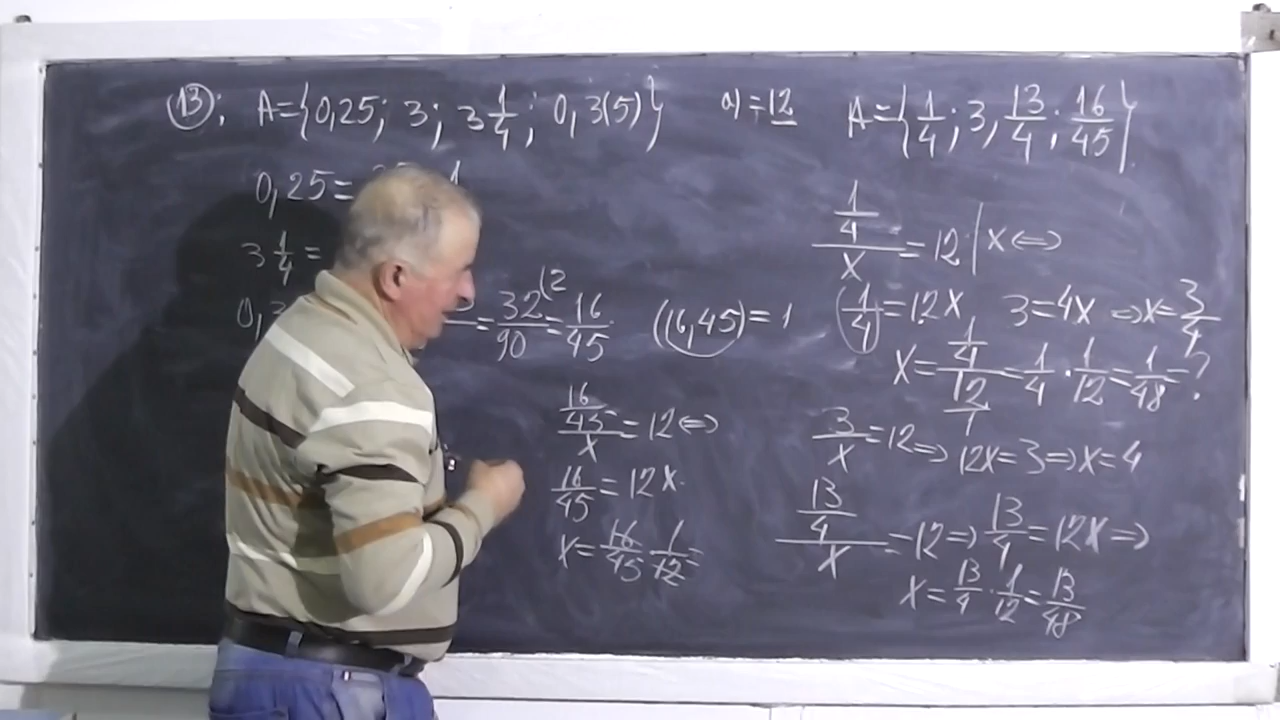 13; A={0,25; 3; 3 1/4; 0,3(5)} a) = 12 A={1/4; 3, 13/4; 16/45}
0,25=
3 1/4 =
0,3
= 32/90 (2 = 16/45 (16,45)=1
(16/45)/x = 12 ⇔
16/45 = 12x
x = 16/45 · 1/12 =
(1/4)/x = 12 | x ⇔
1/4 = 12x 3=4x ⇔ x=3/4
x = (1/4)/(12/1) = 1/4 · 1/12 = 1/48 - ?
3/x = 12 ⇒ 12x=3 ⇒ x=4
(13/4)/x = 12 ⇒ 13/4 = 12x ⇒
x = 13/4 · 1/12 = 13/48